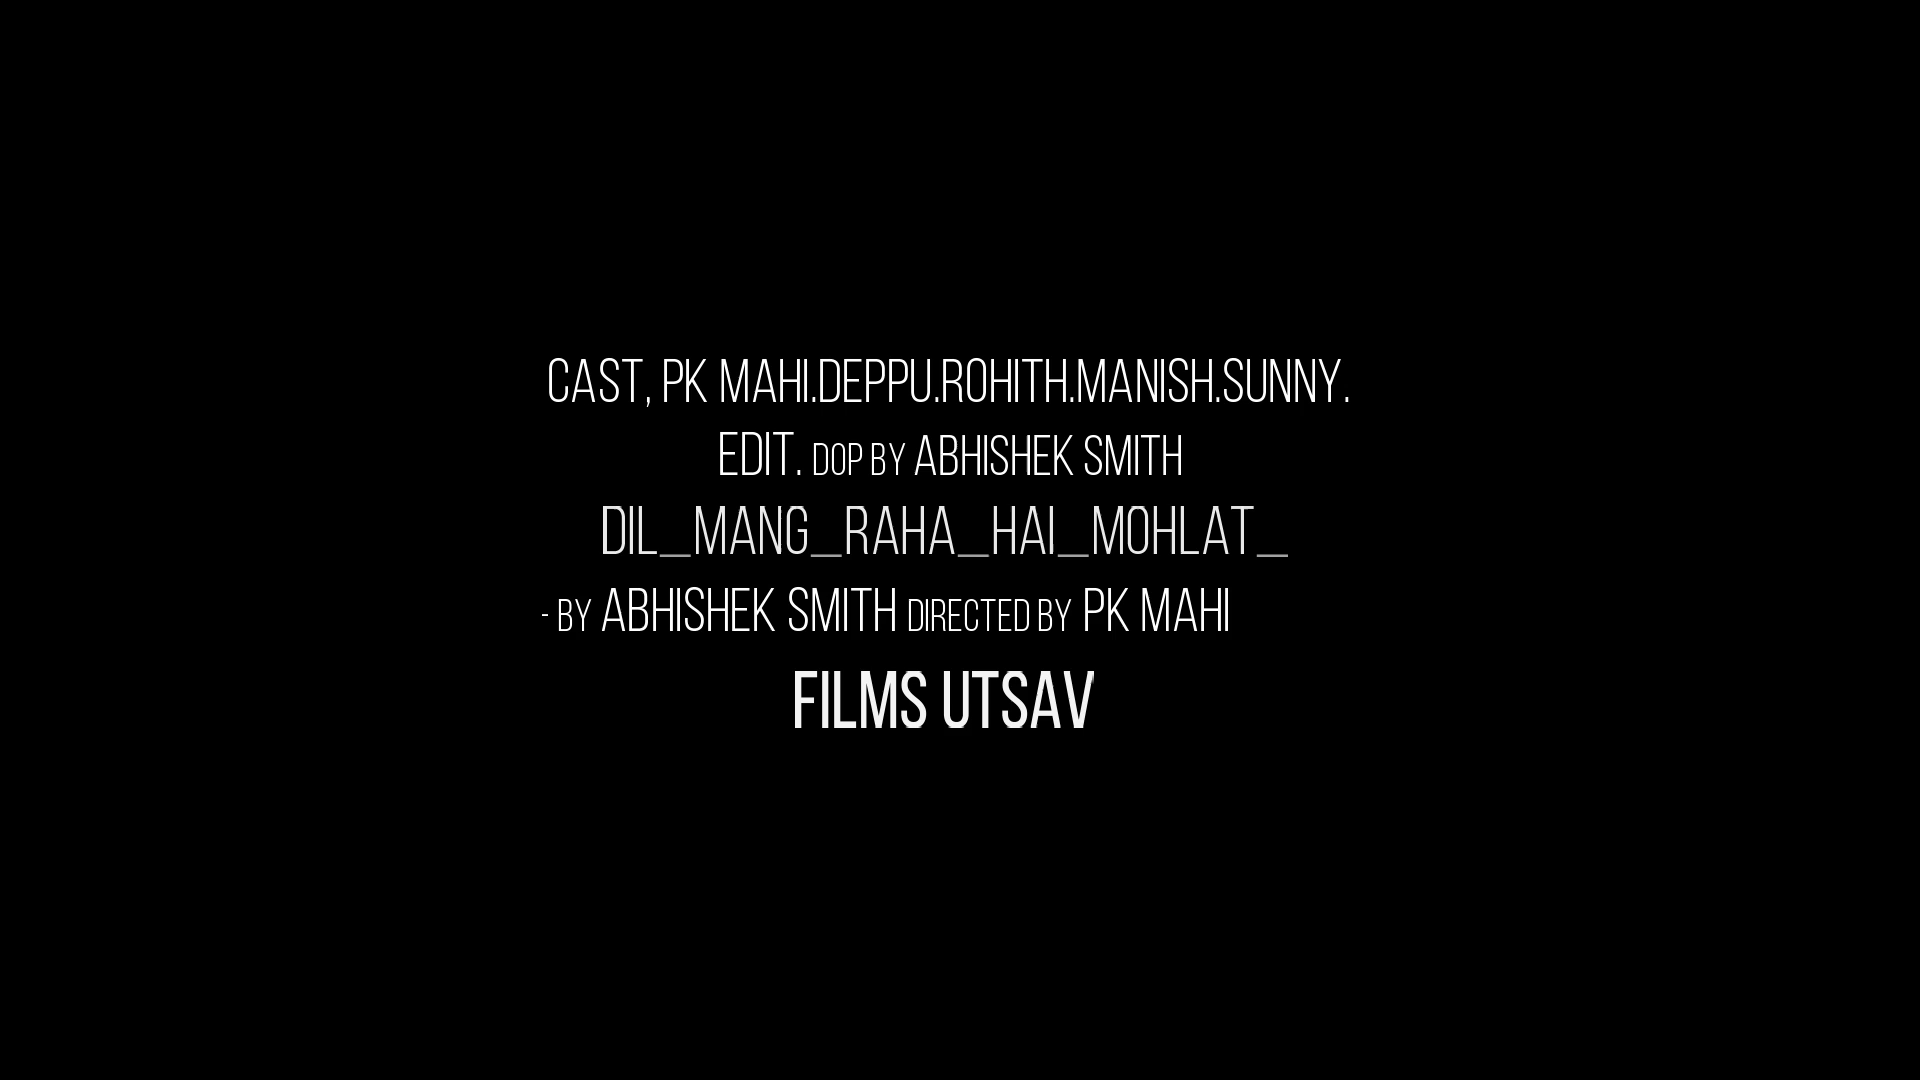 CAST, PK MAHI.DEPPU.ROHITH.MANISH.SUNNY.
EDIT. DOP BY ABHISHEK SMITH
DIL_MANG_RAHA_HAI_MOHLAT_
- BY ABHISHEK SMITH DIRECTED BY PK MAHI
FILMS UTSAV